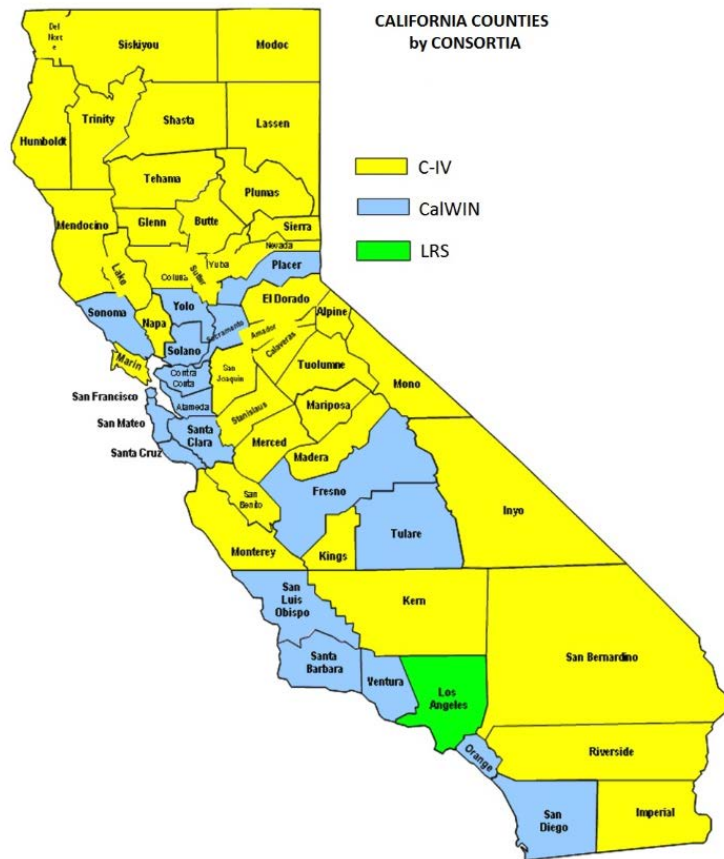 CALIFORNIA COUNTIES
by CONSORTIA
Del
Nort
e
Siskiyou
Modoc
Humboldt
Trinity
Shasta
Lassen
Tehama
Plumas
Mendocino
Glenn
Butte
Sierra
Nevada
Yuba
Lake
Colusa
Sutter
Placer
C-IV
CalWIN
LRS
Sonoma
Napa
Yolo
El Dorado
Sacramento
Amador
Alpine
Solano
Calaveras
Marin
Contra
Costa
San
Joaquin
Tuolumne
Mono
San Francisco
Alameda
Stanislaus
Mariposa
San Mateo
Santa
Clara
Merced
Santa Cruz
Madera
San
Benito
Fresno
Inyo
Monterey
Kings
Tulare
San
Luis
Obispo
Kern
Santa
Barbara
Ventura
Los
Angeles
San Bernardino
Orange
Riverside
San
Diego
Imperial